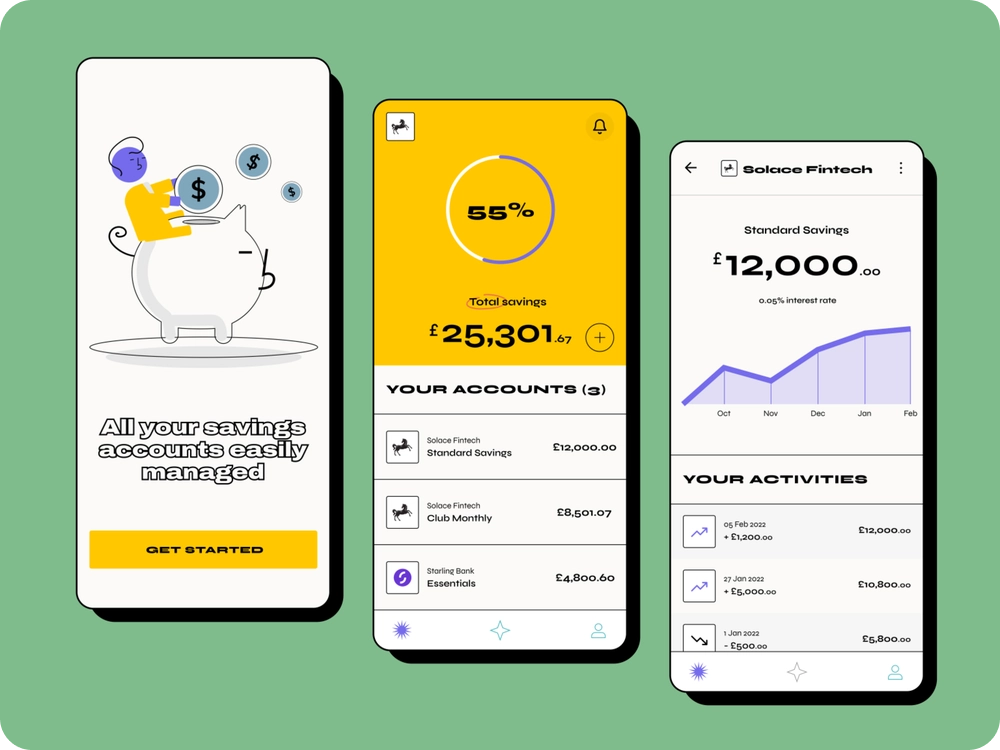 $
$
$
All your savings
accounts easily
managed
GET STARTED
55%
Total savings
£25,301.67
YOUR ACCOUNTS (3)
Solace Fintech
Standard Savings
£12,000.00
Solace Fintech
Club Monthly
£8,501.07
Starling Bank
Essentials
£4,800.60
Solace Fintech
Standard Savings
£12,000.00
0.05% interest rate
Oct Nov Dec Jan Feb
YOUR ACTIVITIES
05 Feb 2022
+ £1,200.00
£12,000.00
27 Jan 2022
+ £5,000.00
£10,800.00
1 Jan 2022
- £500.00
£5,800.00